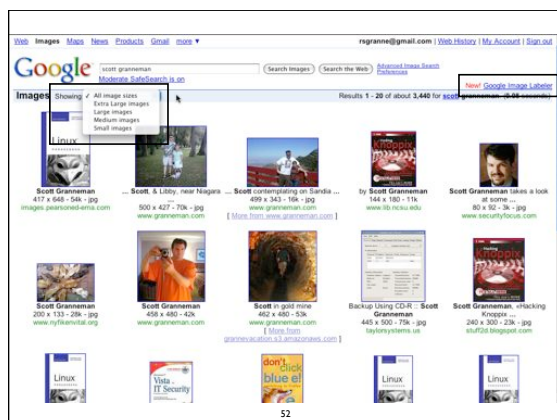 Web Images Maps News Products Gmail more ▼
rsgranne@gmail.com | Web History | My Account | Sign out
Google
scott granneman
Search Images
Search the Web
Advanced Image Search
Preferences
Moderate SafeSearch is on
New! Google Image Labeler
Images Showing:
✓ All image sizes
Extra Large images
Large images
Medium images
Small images
Results 1 - 20 of about 3,440 for scott granneman. (0.08 seconds)
Linux
Knoppix
Scott Granneman
417 x 648 - 54k - jpg
images.pearsoned-ema.com
... Scott, & Libby, near Niagara ...
500 x 427 - 70k - jpg
www.granneman.com
Scott contemplating on Sandia ...
499 x 343 - 16k - jpg
www.granneman.com
[ More from www.granneman.com ]
by Scott Granneman
144 x 180 - 11k
www.lib.ncsu.edu
Scott Granneman takes a look
at some ...
80 x 92 - 3k - jpg
www.securityfocus.com
Knoppix
Scott Granneman
200 x 133 - 28k - jpg
www.nyfikenvital.org
Scott Granneman
458 x 480 - 42k
www.granneman.com
Scott in gold mine
462 x 480 - 53k
www.granneman.com
[ More from
grannevacation.s3.amazonaws.com ]
Backup Using CD-R :: Scott
Granneman
445 x 500 - 75k - jpg
taylorsystems.us
Scott Granneman, «Hacking
Knoppix ...
240 x 300 - 23k - jpg
stuff2d.blogspot.com
Linux
Vista
IT Security
don't
click
blue e!
Linux
Linux
52